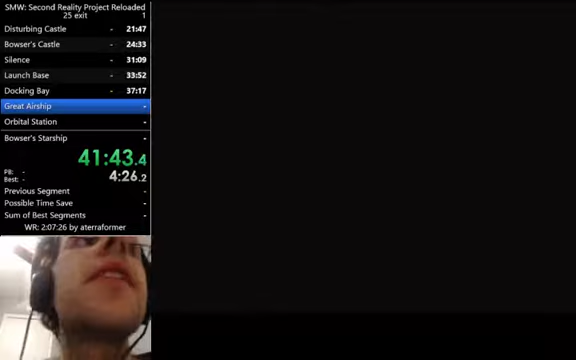 SMW: Second Reality Project Reloaded
25 exit 1
Disturbing Castle - 21:47
Bowser's Castle - 24:33
Silence - 31:09
Launch Base - 33:52
Docking Bay - 37:17
Great Airship -
Orbital Station -
Bowser's Starship -
41:43.4
PB: -
Best: - 4:26.2
Previous Segment -
Possible Time Save -
Sum of Best Segments -
WR: 2:07:26 by aterraformer